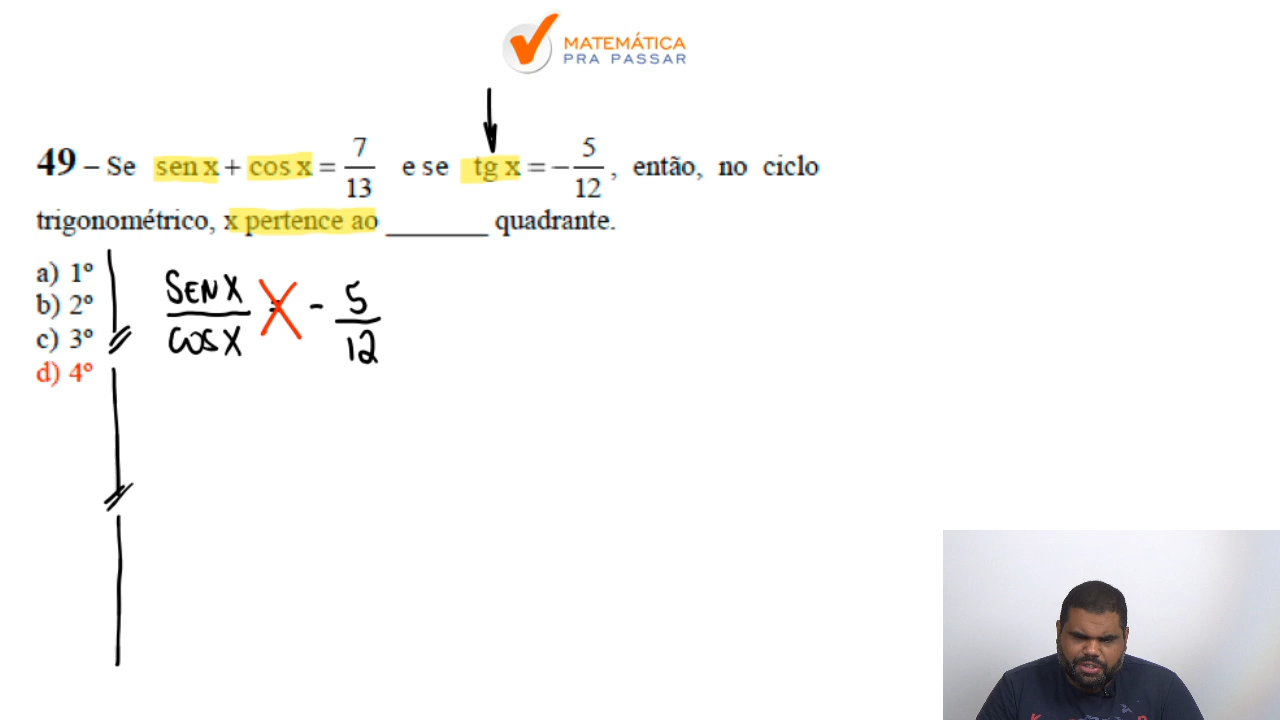 MATEMÁTICA
PRA PASSAR
49 – Se sen x + cos x = 7/13 e se tg x = – 5/12, então, no ciclo
trigonométrico, x pertence ao _______ quadrante.
a) 1º
b) 2º
c) 3º
d) 4º
SEN X / COS X = - 5/12